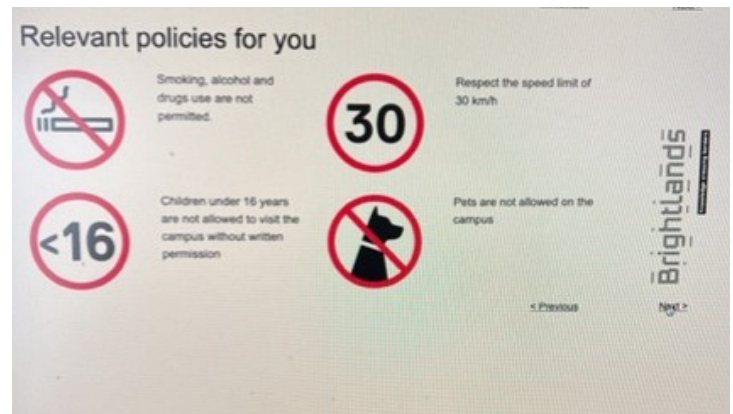 Relevant policies for you
Smoking, alcohol and
drugs use are not
permitted.
30
Respect the speed limit of
30 km/h
<16
Children under 16 years
are not allowed to visit the
campus without written
permission
Pets are not allowed on the
campus
Brightlands
< Previous
Next >